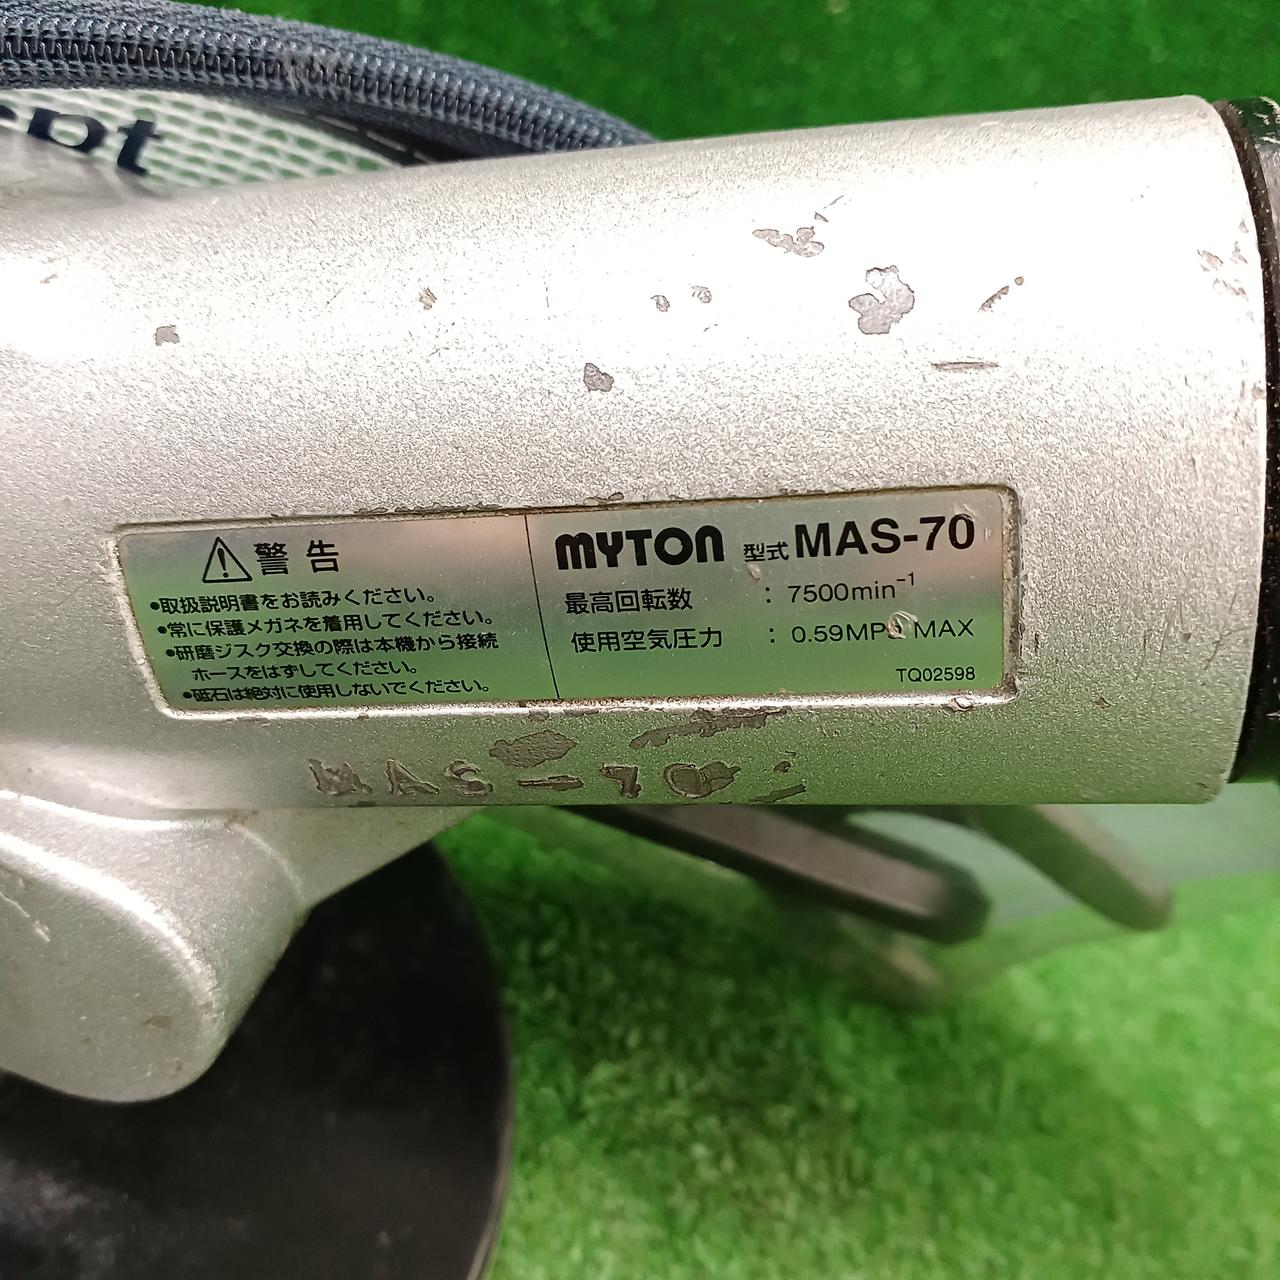 pt
警告
•取扱説明書をお読みください。
•常に保護メガネを着用してください。
•研磨ジスク交換の際は本機から接続
ホースをはずしてください。
•砥石は絶対に使用しないでください。
MYTON 型式 MAS-70
最高回転数 : 7500min⁻¹
使用空気圧力 : 0.59MPa MAX
TQ02598